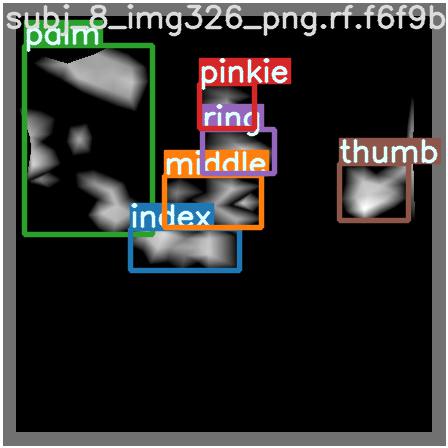 subj_8_img326_png.rf.f6f9b
palm
pinkie
ring
middle
thumb
index